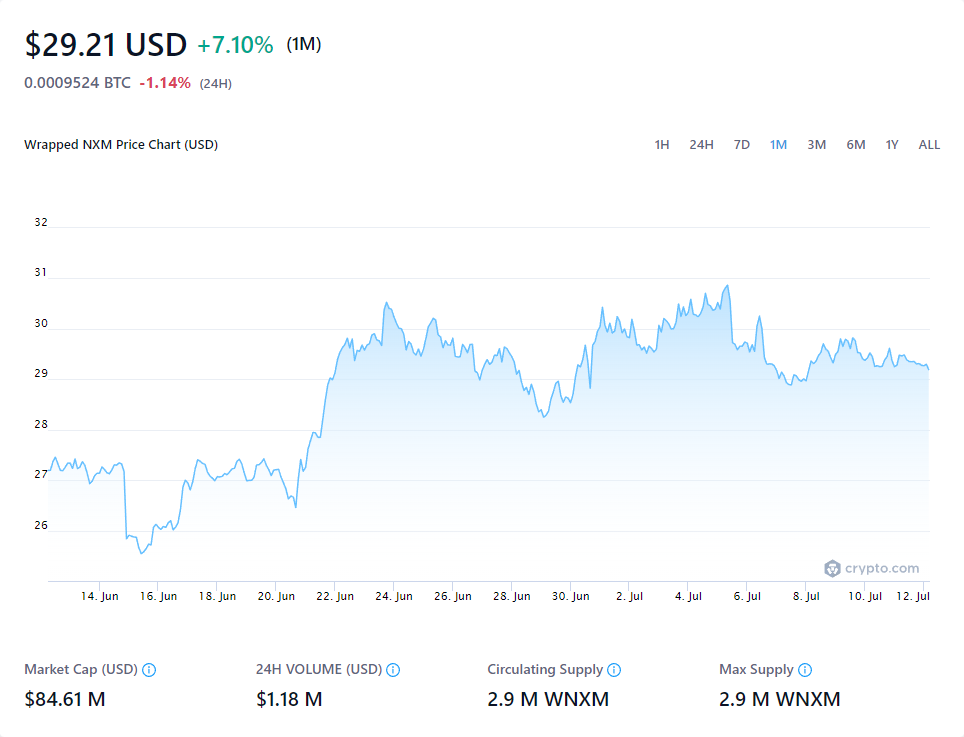 $29.21 USD +7.10% (1M)
0.0009524 BTC -1.14% (24H)
Wrapped NXM Price Chart (USD) 1H 24H 7D 1M 3M 6M 1Y ALL
32
31
30
29
28
27
26
crypto.com
14. Jun 16. Jun 18. Jun 20. Jun 22. Jun 24. Jun 26. Jun 28. Jun 30. Jun 2. Jul 4. Jul 6. Jul 8. Jul 10. Jul 12. Jul
Market Cap (USD) 24H VOLUME (USD) Circulating Supply Max Supply
$84.61 M $1.18 M 2.9 M WNXM 2.9 M WNXM